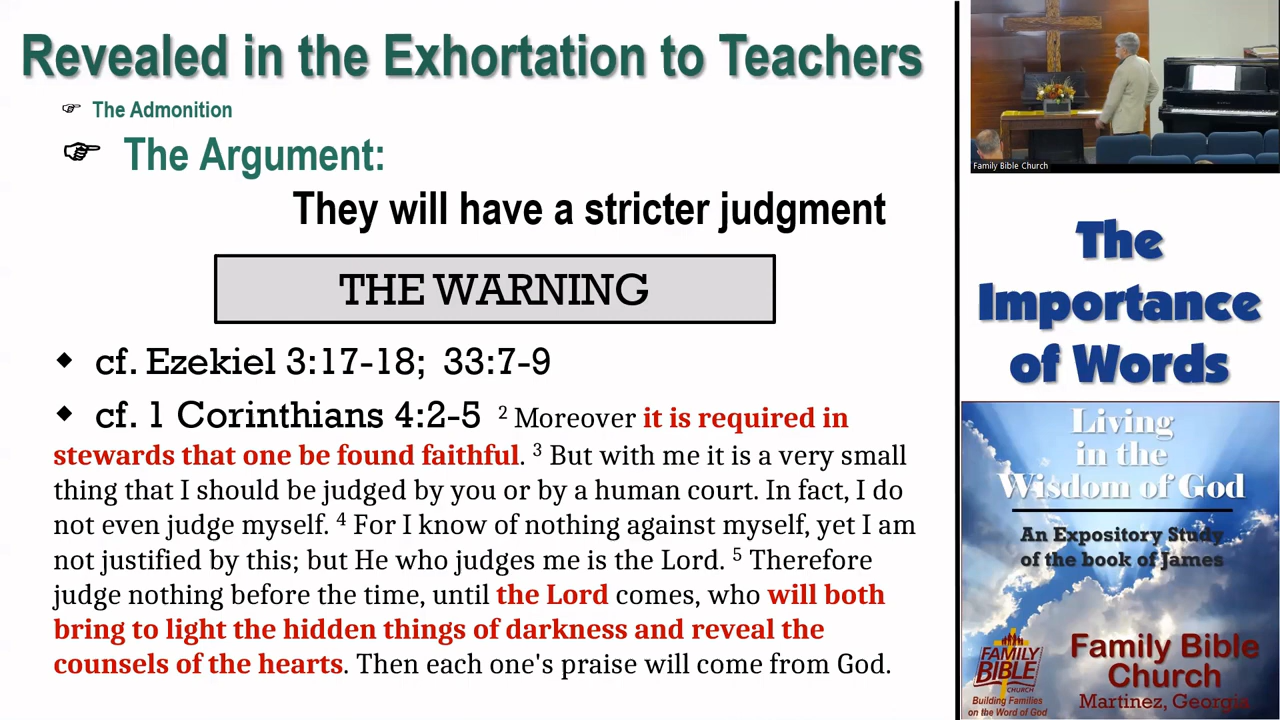 Revealed in the Exhortation to Teachers
The Admonition
The Argument:
They will have a stricter judgment
THE WARNING
cf. Ezekiel 3:17-18; 33:7-9
cf. 1 Corinthians 4:2-5 2 Moreover it is required in
stewards that one be found faithful. 3 But with me it is a very small
thing that I should be judged by you or by a human court. In fact, I do
not even judge myself. 4 For I know of nothing against myself, yet I am
not justified by this; but He who judges me is the Lord. 5 Therefore
judge nothing before the time, until the Lord comes, who will both
bring to light the hidden things of darkness and reveal the
counsels of the hearts. Then each one's praise will come from God.
Family Bible Church
The
Importance
of Words
Living
in the
Wisdom of God
An Expository Study
of the book of James
FAMILY
BIBLE
CHURCH
Building Families
on the Word of God
Family Bible
Church
Martinez, Georgia